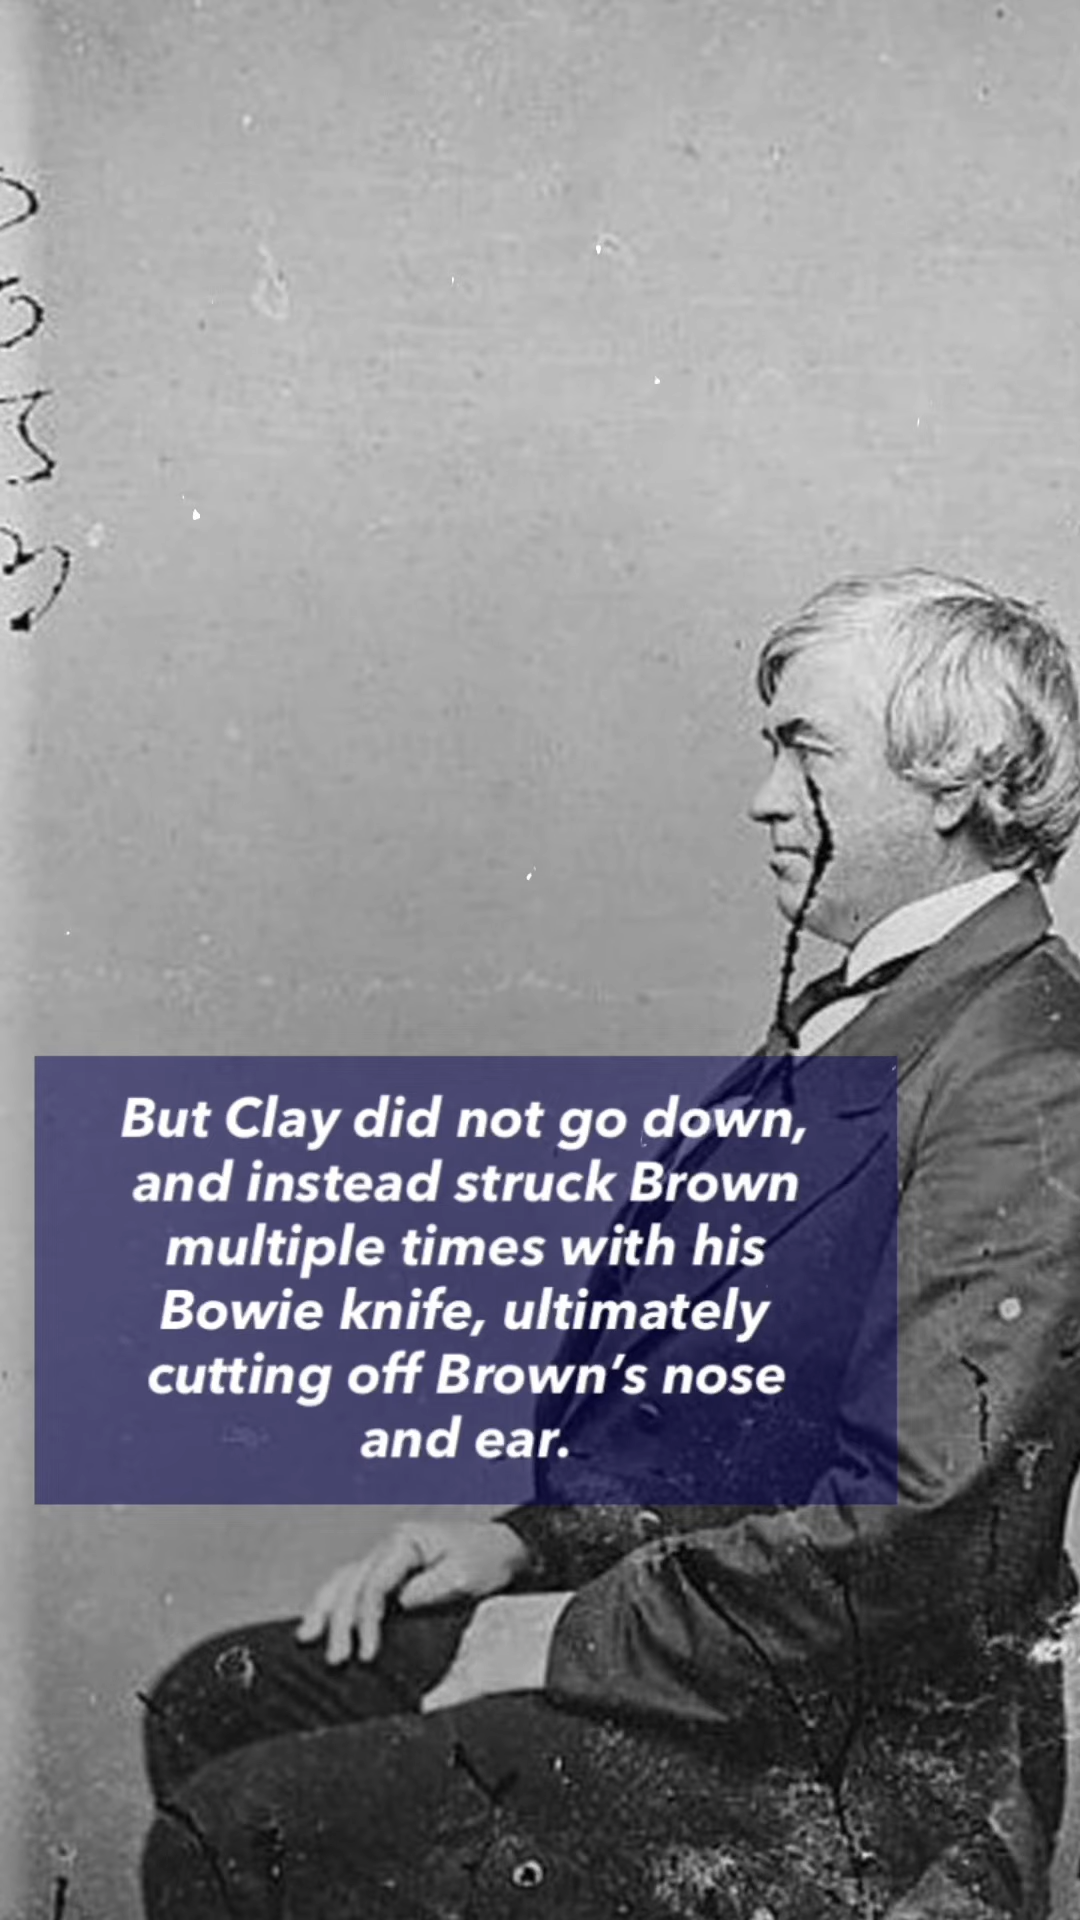 But Clay did not go down,
and instead struck Brown
multiple times with his
Bowie knife, ultimately
cutting off Brown’s nose
and ear.